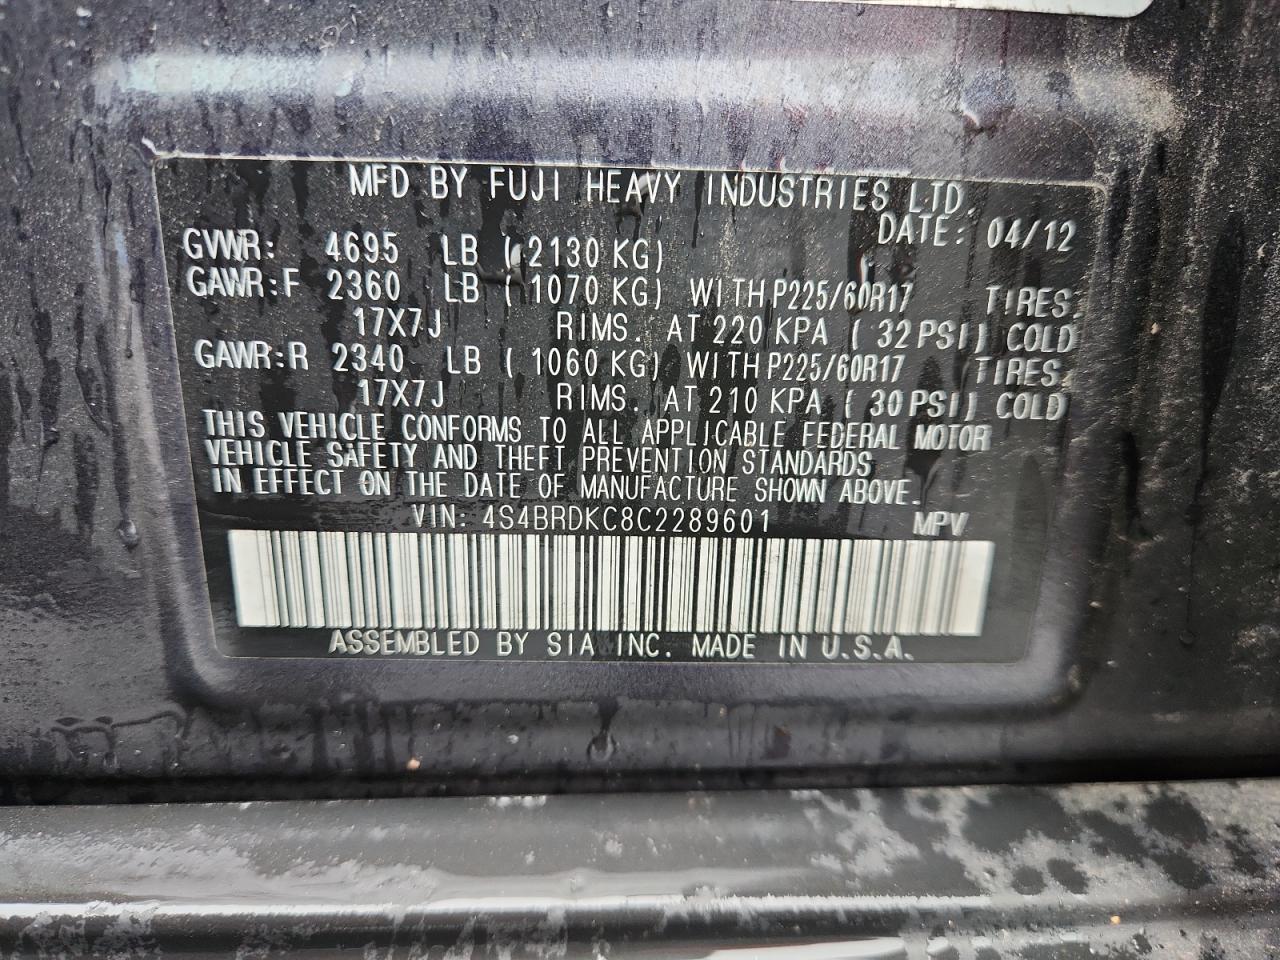 MFD BY FUJI HEAVY INDUSTRIES LTD.
DATE: 04/12
GVWR: 4695 LB ( 2130 KG)
GAWR:F 2360 LB ( 1070 KG) WITH P225/60R17 TIRES.
17X7J RIMS. AT 220 KPA ( 32 PSI) COLD
GAWR:R 2340 LB ( 1060 KG) WITH P225/60R17 TIRES.
17X7J RIMS. AT 210 KPA ( 30 PSI) COLD
THIS VEHICLE CONFORMS TO ALL APPLICABLE FEDERAL MOTOR
VEHICLE SAFETY AND THEFT PREVENTION STANDARDS
IN EFFECT ON THE DATE OF MANUFACTURE SHOWN ABOVE.
VIN: 4S4BRDKC8C2289601 MPV
ASSEMBLED BY SIA INC. MADE IN U.S.A.